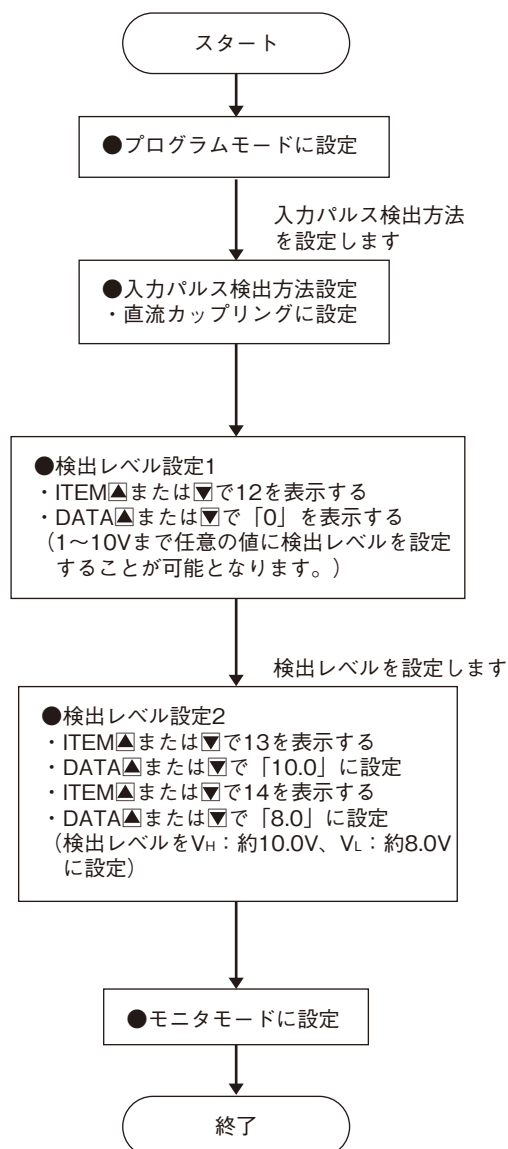 スタート
●プログラムモードに設定
入力パルス検出方法
を設定します
●入力パルス検出方法設定
・直流カップリングに設定
●検出レベル設定1
・ITEM▲または▼で12を表示する
・DATA▲または▼で「0」を表示する
（1～10Vまで任意の値に検出レベルを設定
することが可能となります。）
検出レベルを設定します
●検出レベル設定2
・ITEM▲または▼で13を表示する
・DATA▲または▼で「10.0」に設定
・ITEM▲または▼で14を表示する
・DATA▲または▼で「8.0」に設定
（検出レベルをVH：約10.0V、VL：約8.0V
に設定）
●モニタモードに設定
終了